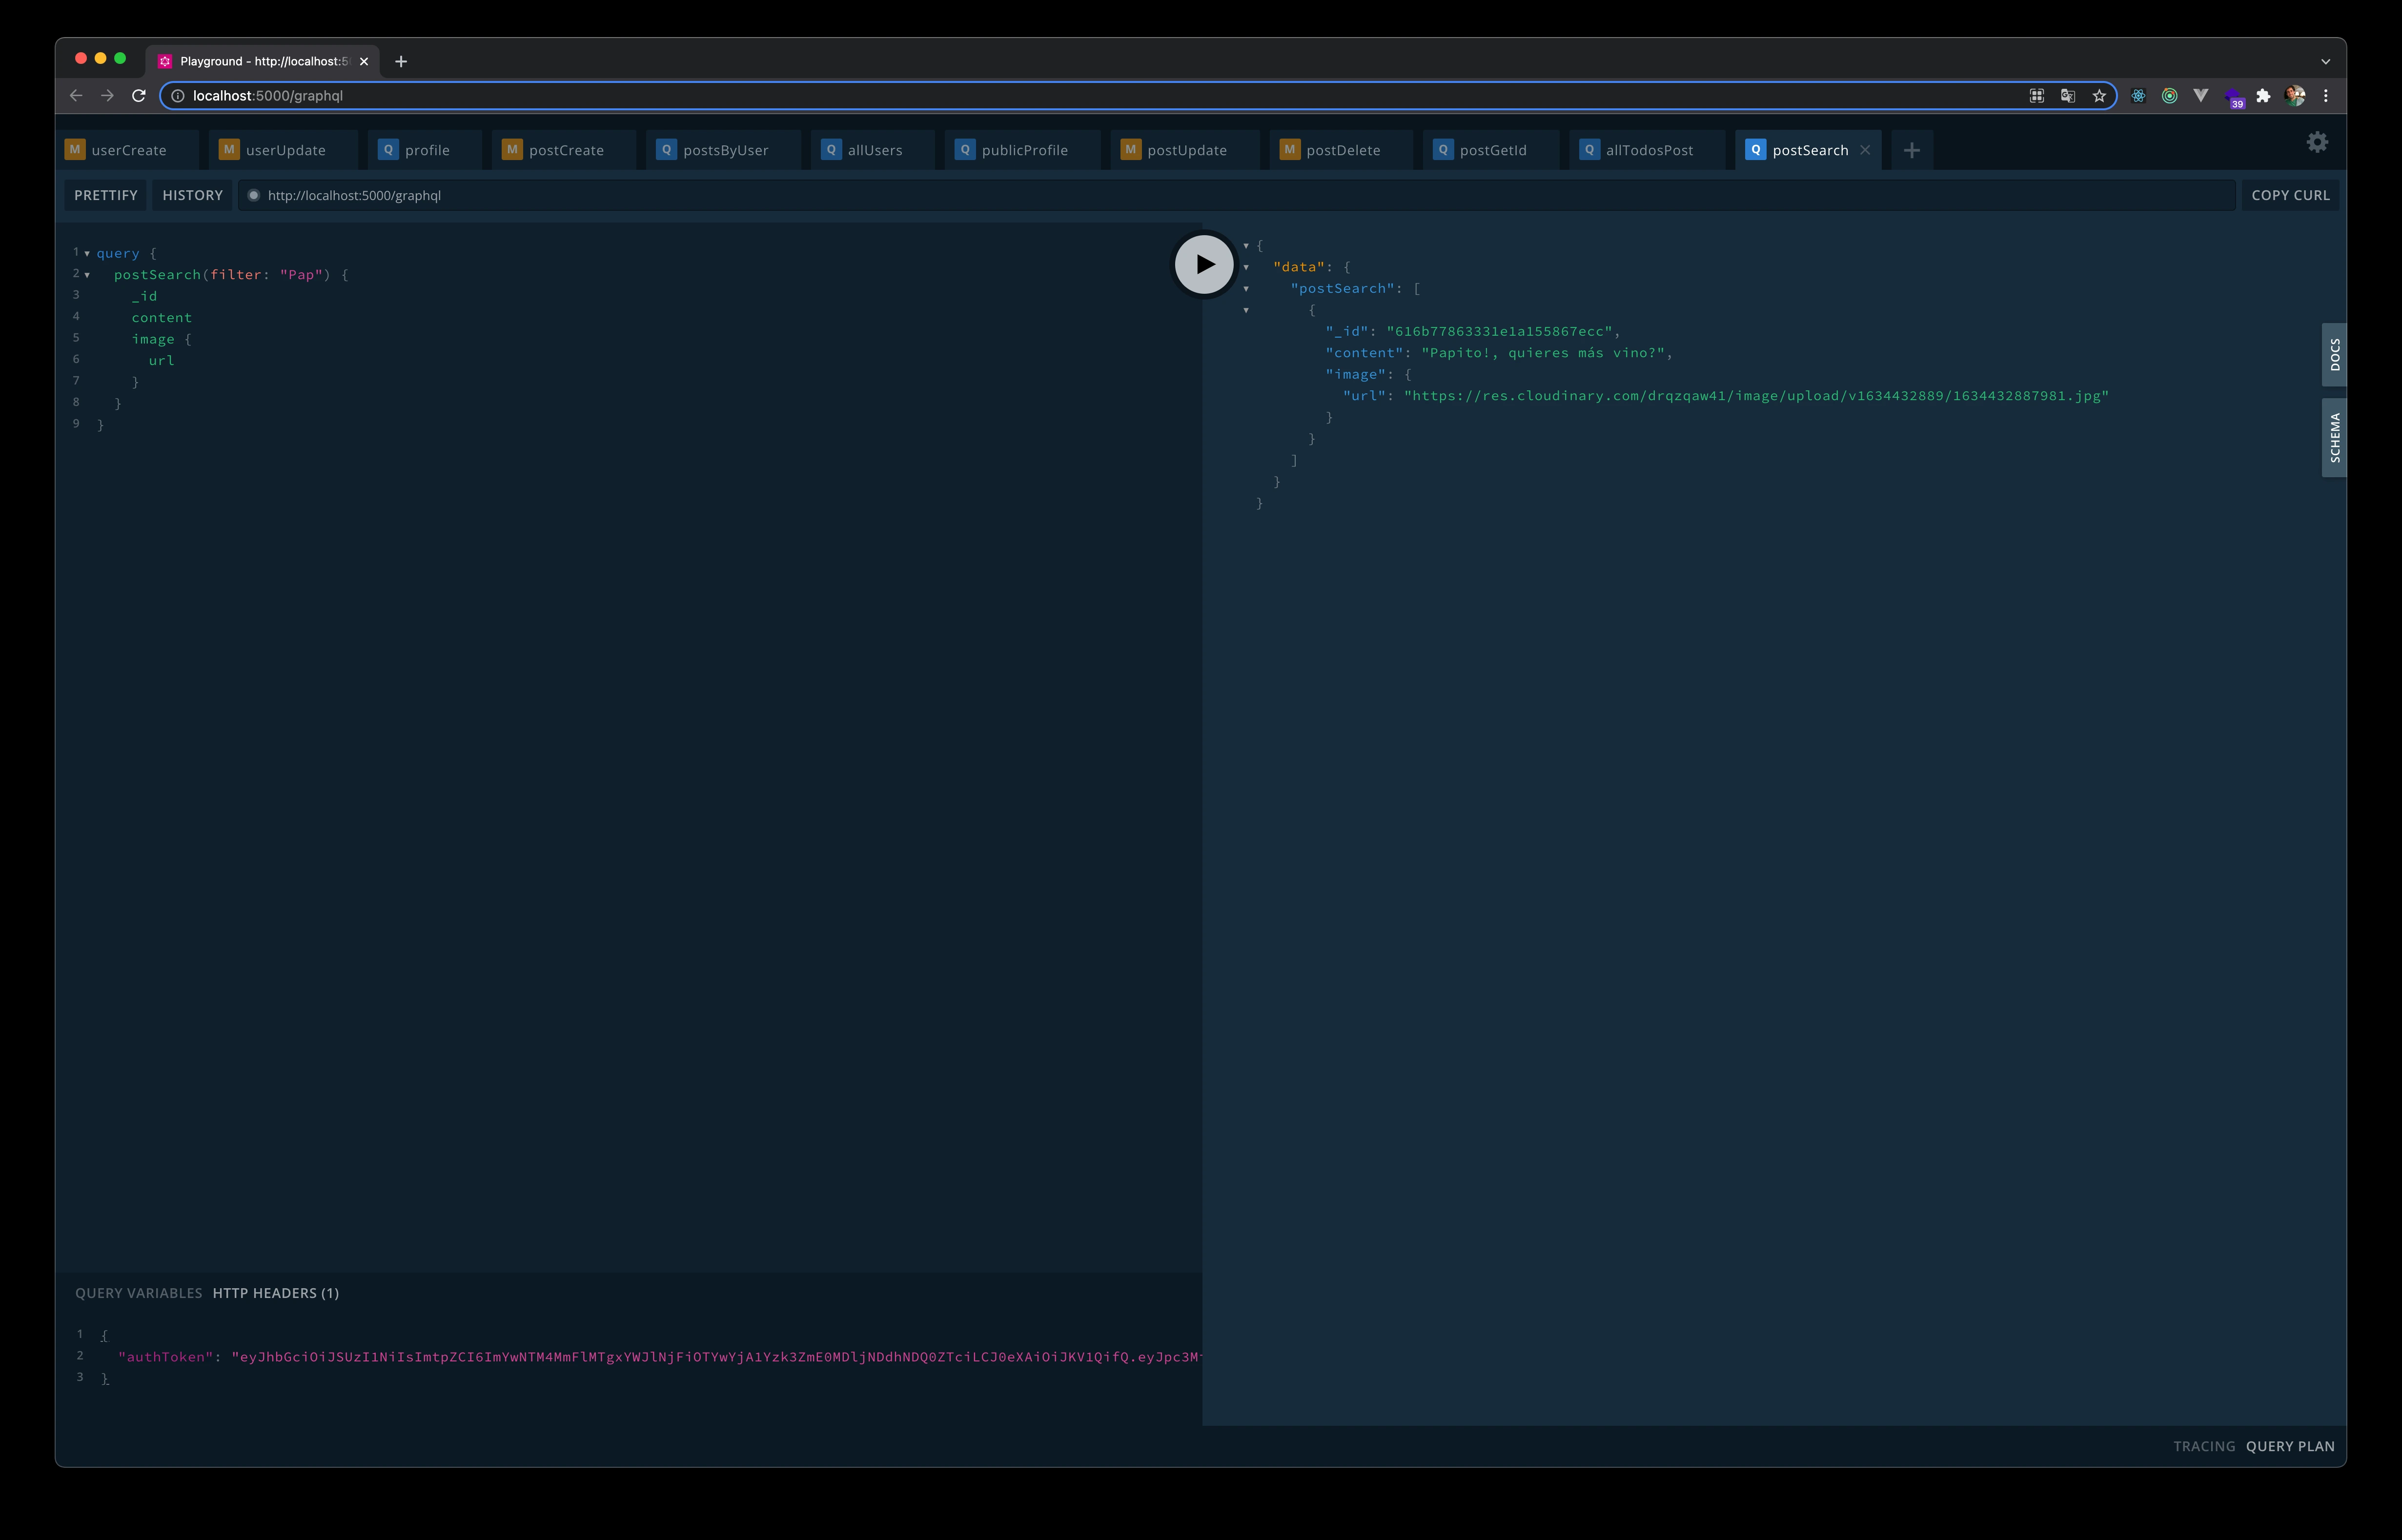 Playground - http://localhost:5
localhost:5000/graphql
39
M userCreate
M userUpdate
Q profile
M postCreate
Q postsByUser
Q allUsers
Q publicProfile
M postUpdate
M postDelete
Q postGetId
Q allTodosPost
Q postSearch
PRETTIFY
HISTORY
http://localhost:5000/graphql
COPY CURL
1 query {
2 postSearch(filter: "Pap") {
3 _id
4 content
5 image {
6 url
7 }
8 }
9 }
{
"data": {
"postSearch": [
{
"_id": "616b77863331e1a155867ecc",
"content": "Papito!, quieres más vino?",
"image": {
"url": "https://res.cloudinary.com/drqzqaw41/image/upload/v1634432889/1634432887981.jpg"
}
}
]
}
}
DOCS
SCHEMA
QUERY VARIABLES
HTTP HEADERS (1)
1 {
2 "authToken": "eyJhbGciOiJSUzI1NiIsImtpZCI6ImYwNTM4MmFlMTgxYWJlNjFiOTYwYjA1Yzk3ZmE0MDljNDdhNDQ0ZTciLCJ0eXAiOiJKV1QifQ.eyJpc3M
3 }
TRACING
QUERY PLAN